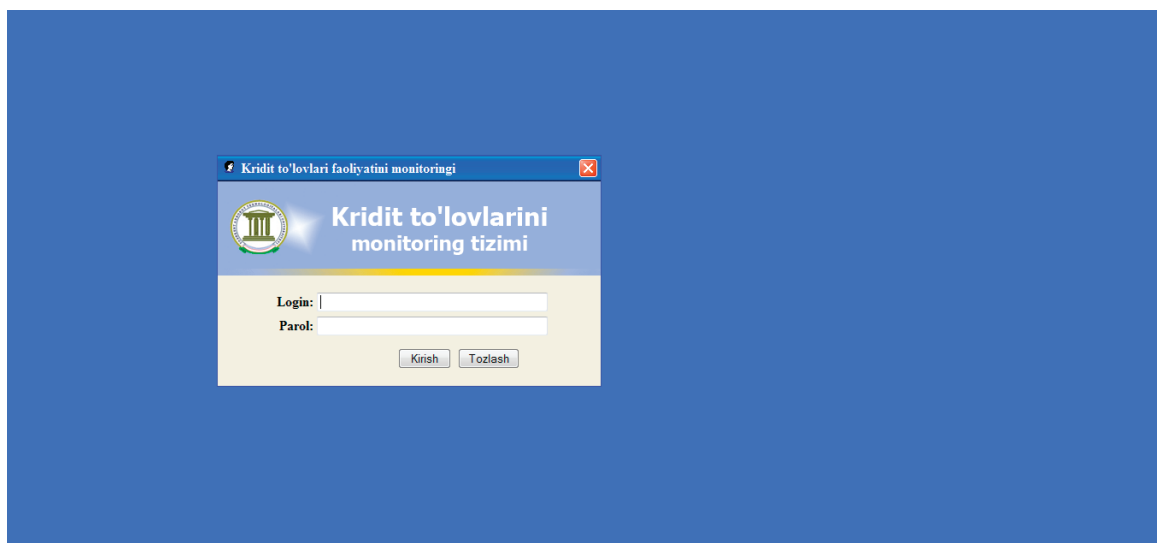 Kridit to'lovlari faoliyatini monitoringi
Kridit to'lovlarini
monitoring tizimi
Login:
Parol:
Kirish Tozlash